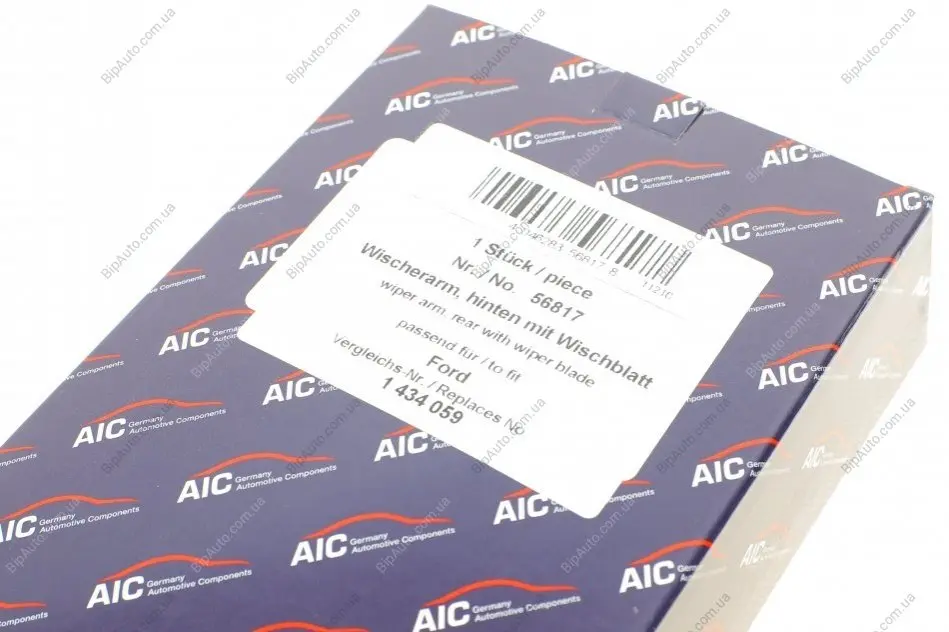 1 Stück / piece
Nr. / No. 56817
Wischerarm, hinten mit Wischblatt
wiper arm, rear with wiper blade
passend für / to fit
Ford
Vergleichs-Nr. / Replaces No
1 434 059
AIC Germany
Automotive Components
BipAuto.com.ua